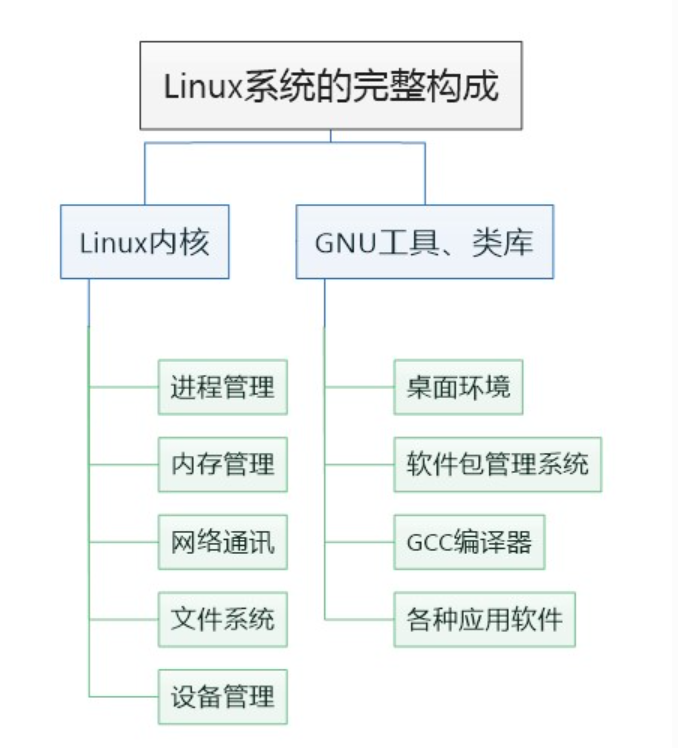 Linux系统的完整构成
Linux内核
GNU工具、类库
进程管理
内存管理
网络通讯
文件系统
设备管理
桌面环境
软件包管理系统
GCC编译器
各种应用软件